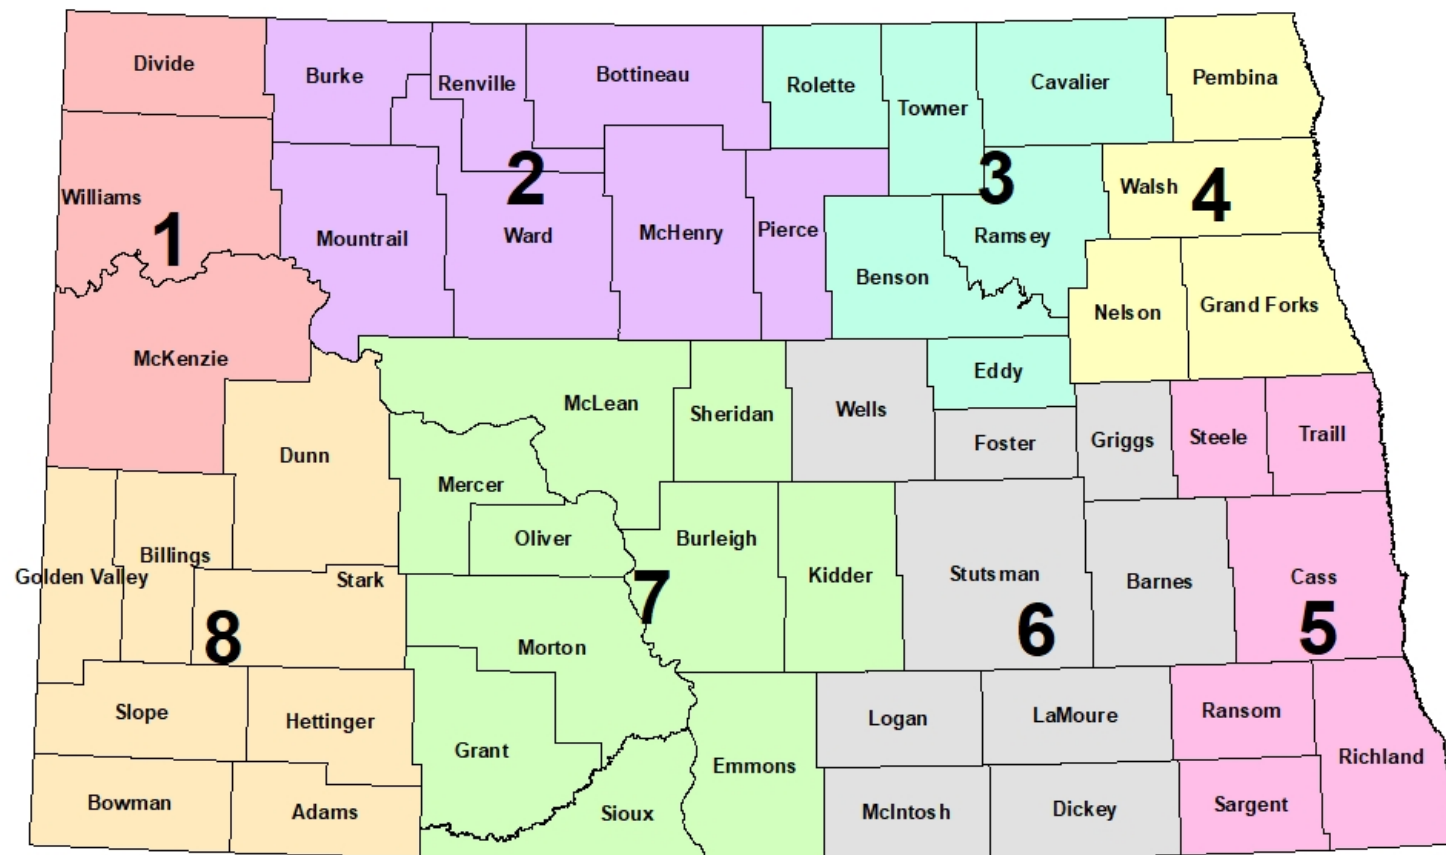 Divide
Burke
Renville
Bottineau
Rolette
Towner
Cavalier
Pembina
Williams
1
Mountrail
2
Ward
McHenry
Pierce
3
Ramsey
Benson
Walsh
4
Nelson
Grand Forks
McKenzie
Dunn
McLean
Sheridan
Wells
Eddy
Foster
Griggs
Steele
Traill
Mercer
Oliver
Burleigh
Kidder
Stutsman
Barnes
Cass
Golden Valley
Billings
Stark
8
7
6
5
Morton
Slope
Hettinger
Grant
Emmons
Logan
LaMoure
Ransom
Richland
Bowman
Adams
Sioux
McIntosh
Dickey
Sargent